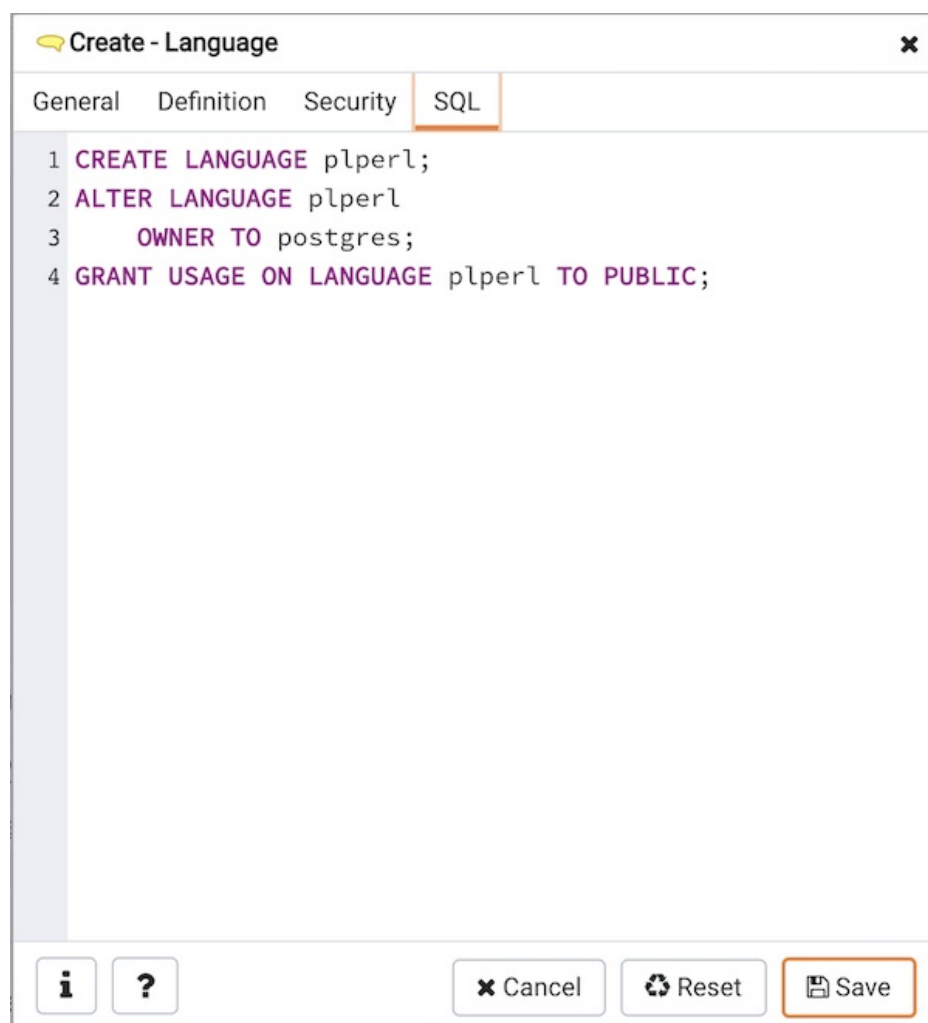 Create - Language
General Definition Security SQL
1 CREATE LANGUAGE plperl;
2 ALTER LANGUAGE plperl
3     OWNER TO postgres;
4 GRANT USAGE ON LANGUAGE plperl TO PUBLIC;
i ? Cancel Reset Save